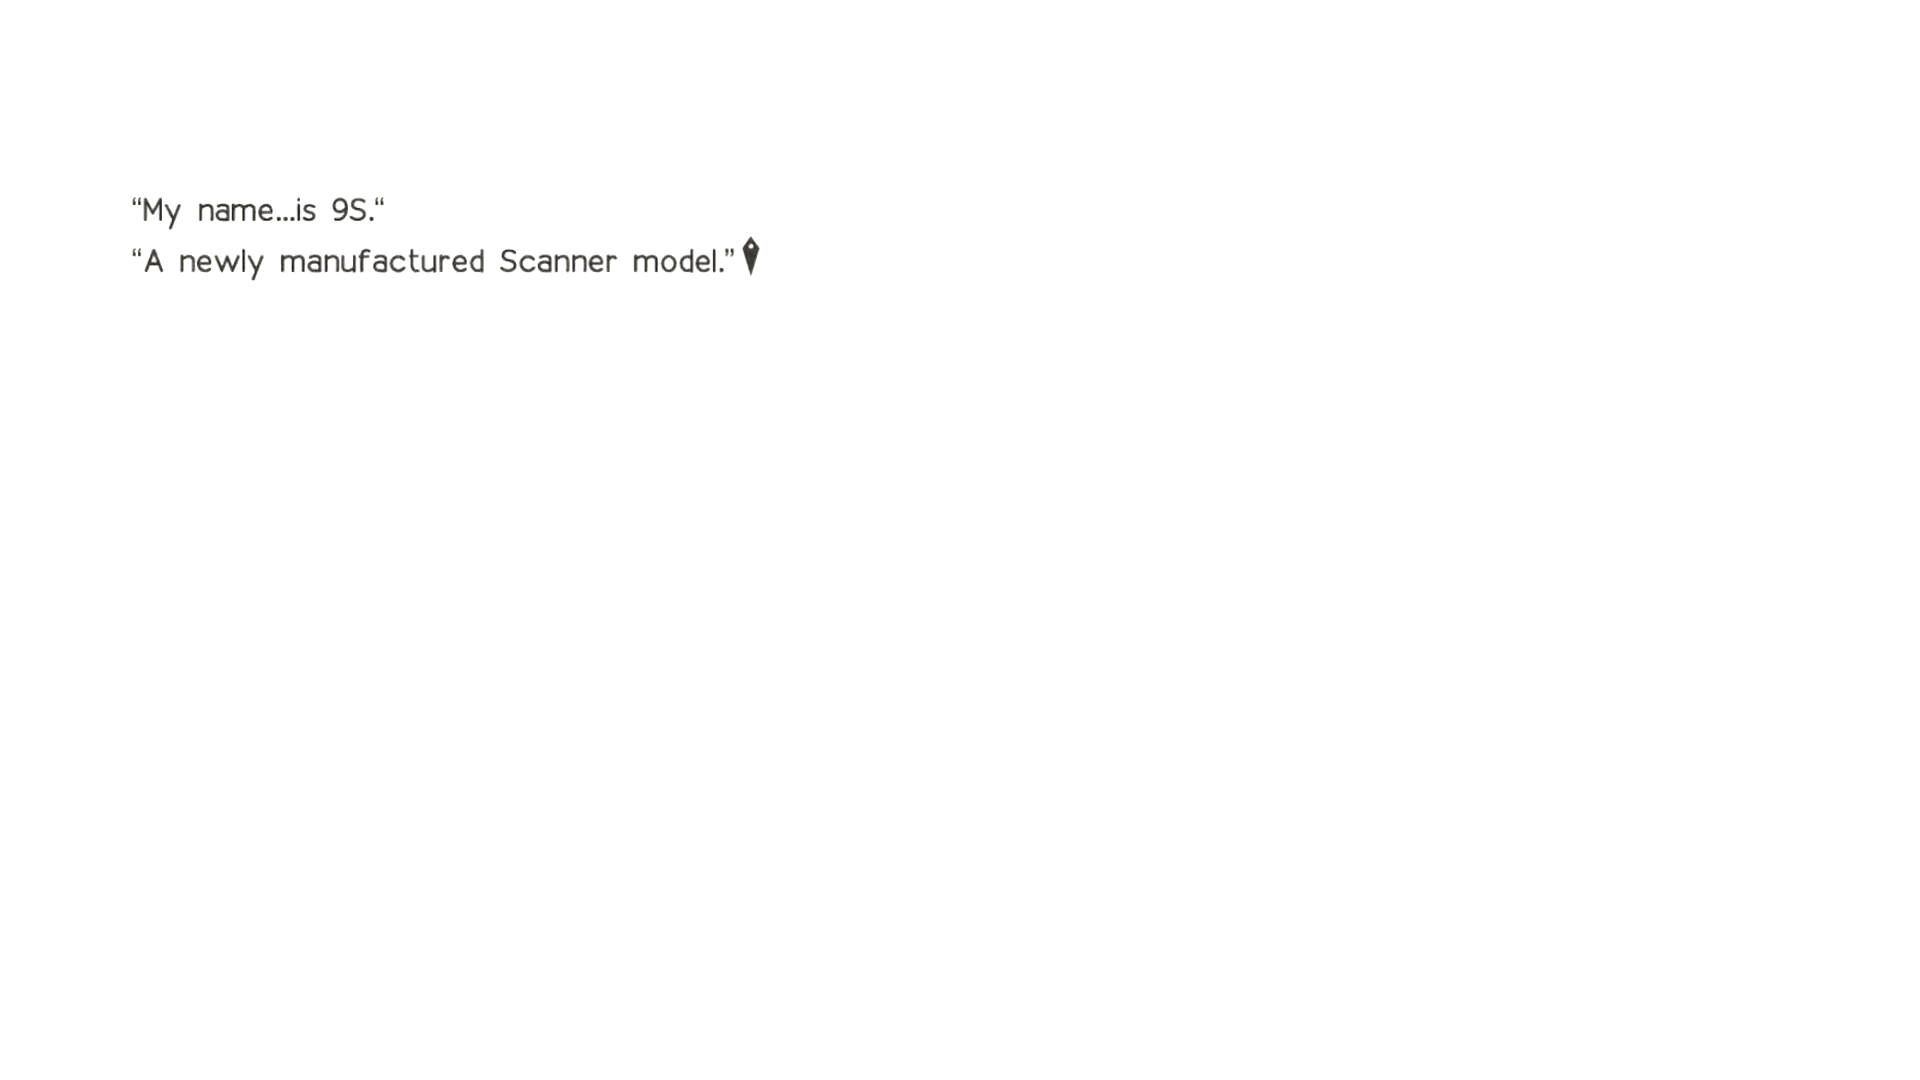 “My name...is 9S.“
“A newly manufactured Scanner model.”